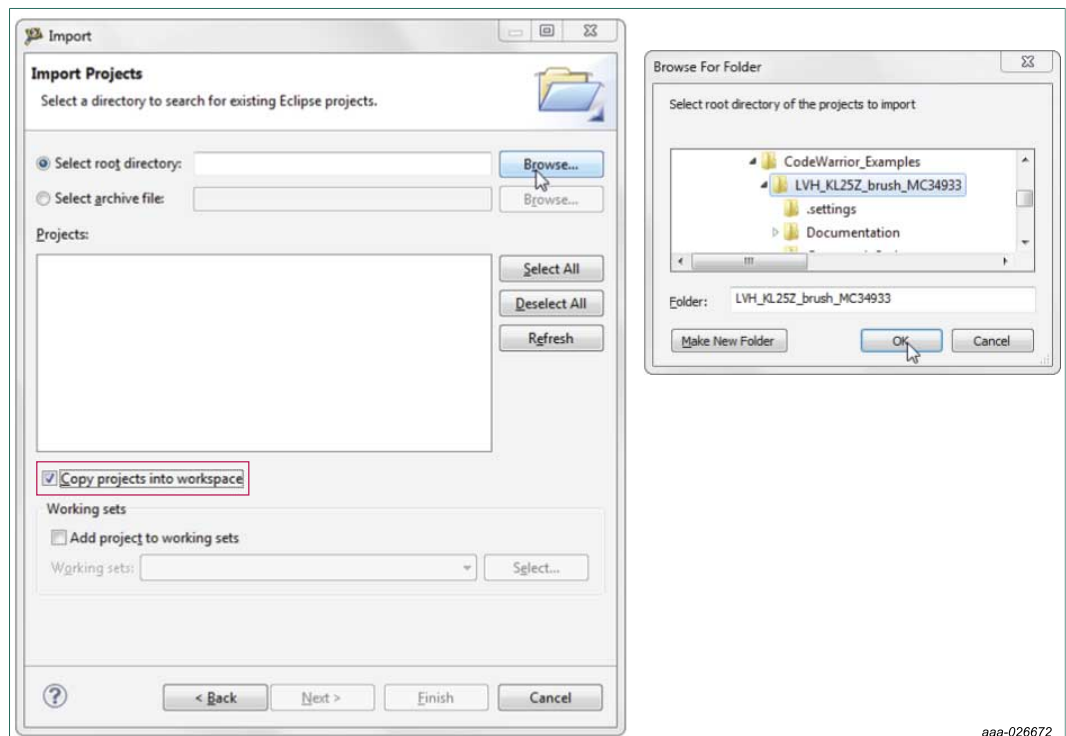 Import
Import Projects
Select a directory to search for existing Eclipse projects.
Select root directory:
Browse...
Select archive file:
Browse...
Projects:
Select All
Deselect All
Refresh
Copy projects into workspace
Working sets
Add project to working sets
Working sets:
Select...
< Back
Next >
Finish
Cancel
Browse For Folder
Select root directory of the projects to import
CodeWarrior_Examples
LVH_KL25Z_brush_MC34933
.settings
Documentation
Folder:
LVH_KL25Z_brush_MC34933
Make New Folder
OK
Cancel
aaa-026672